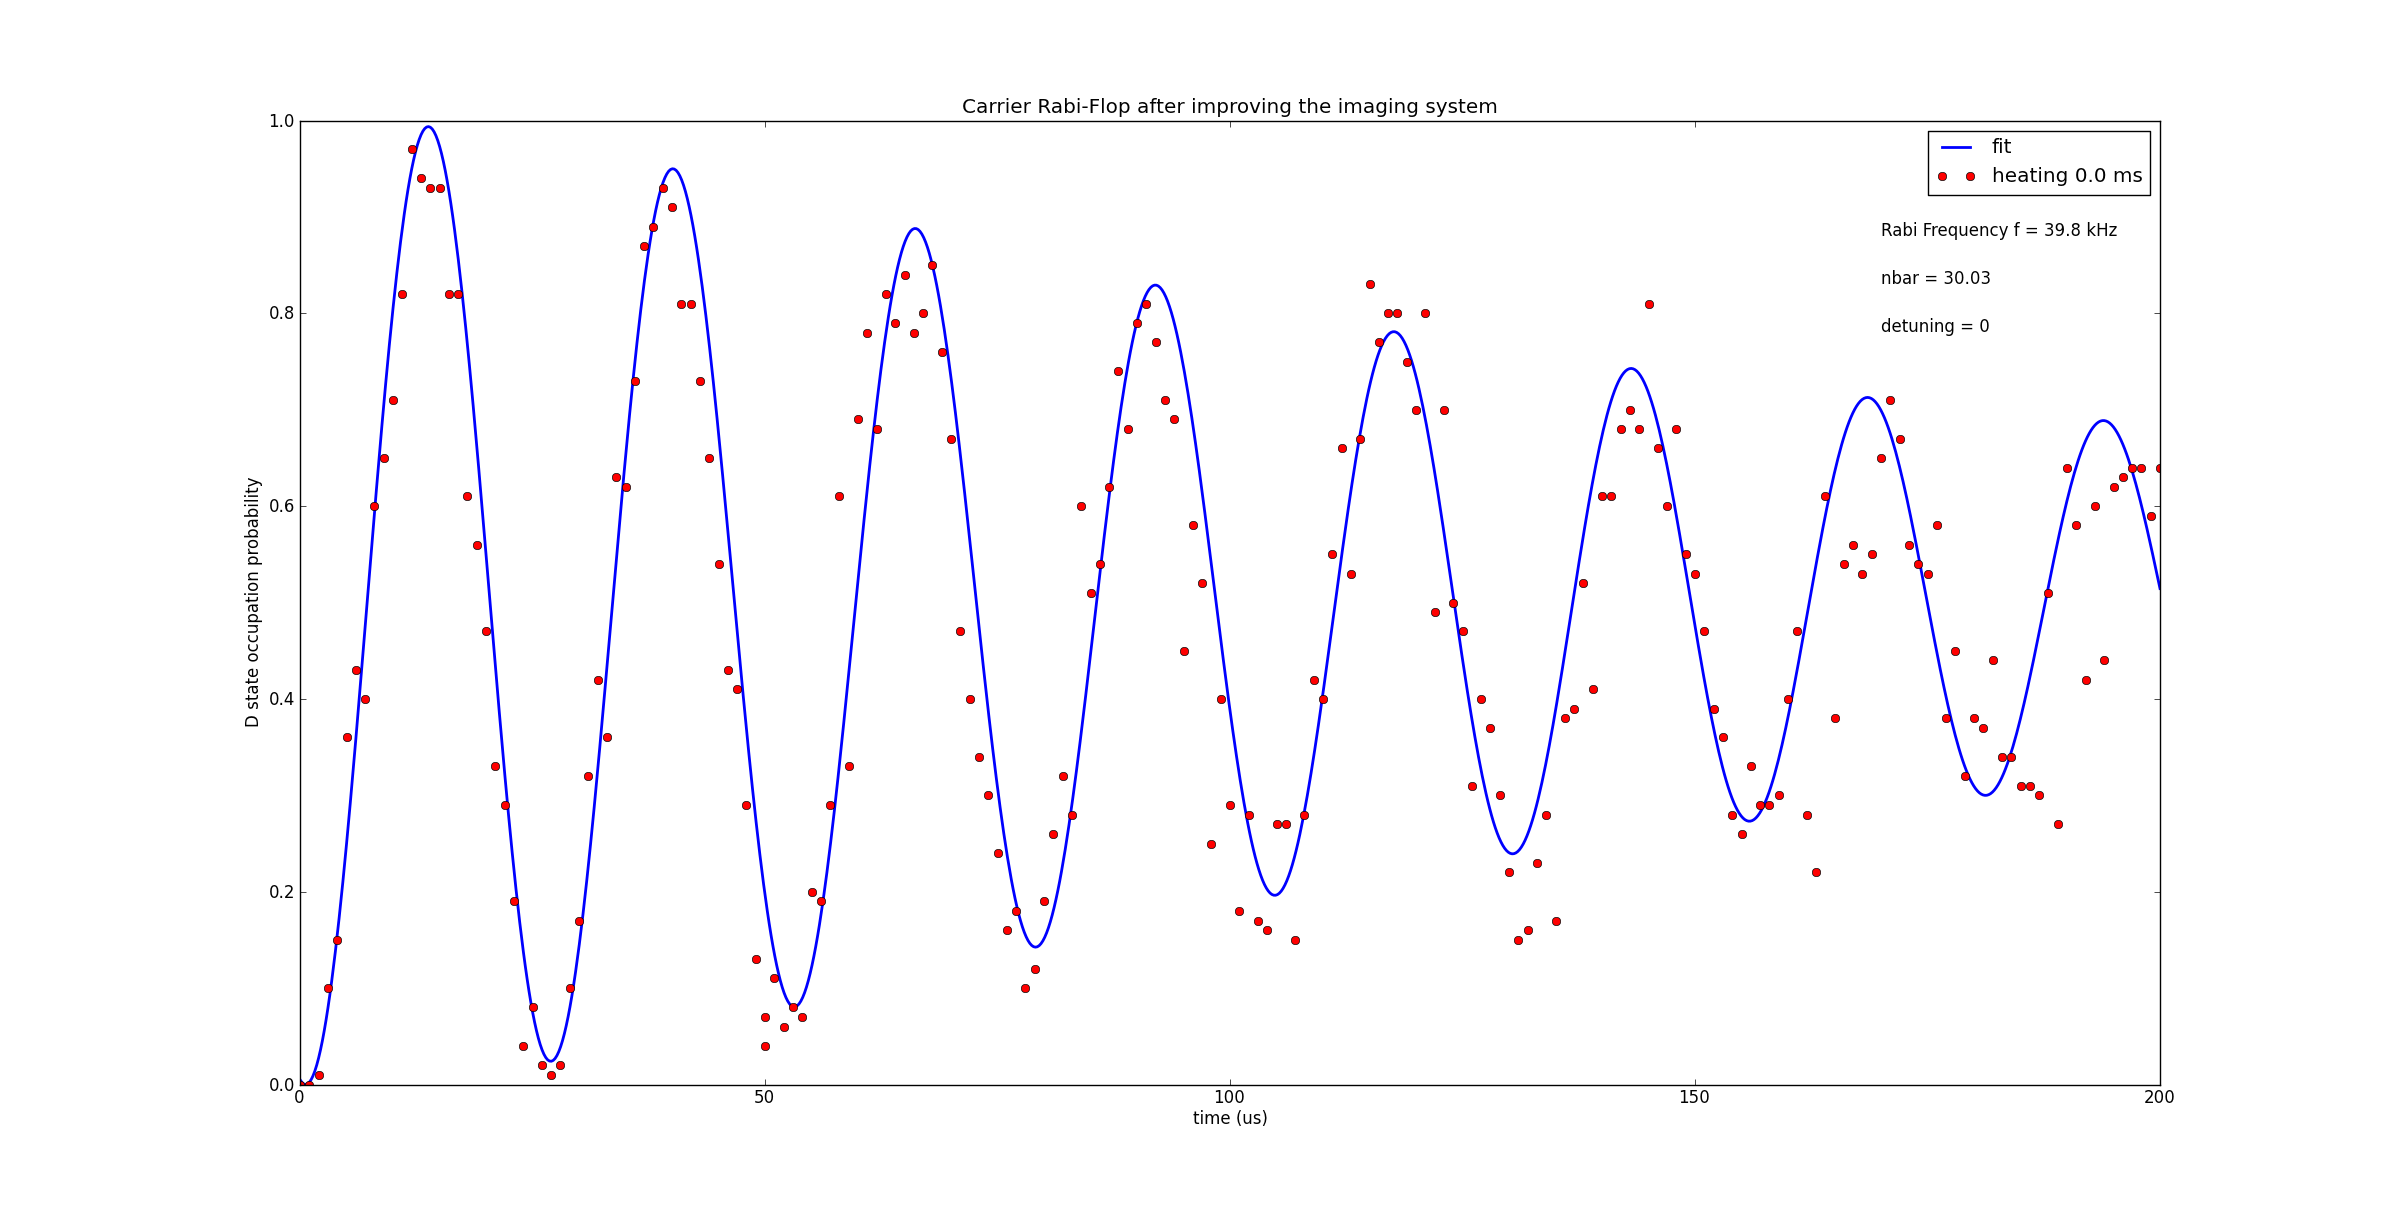 Carrier Rabi-Flop after improving the imaging system
1.0
0.8
0.6
0.4
0.2
0.0
D state occupation probability
fit
heating 0.0 ms
Rabi Frequency f = 39.8 kHz
nbar = 30.03
detuning = 0
0 50 100 150 200
time (us)